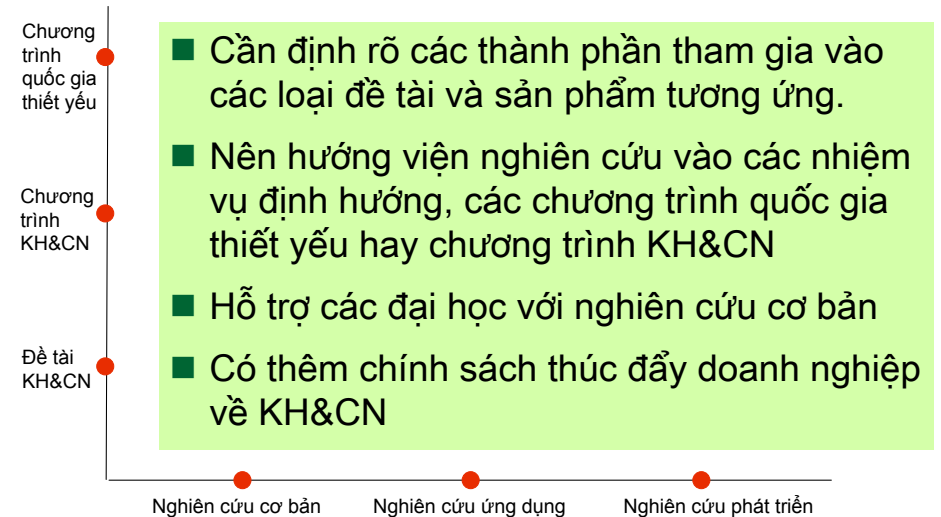 Chương
trình
quốc gia
thiết yếu
Chương
trình
KH&CN
Đề tài
KH&CN
Cần định rõ các thành phần tham gia vào
các loại đề tài và sản phẩm tương ứng.
Nên hướng viện nghiên cứu vào các nhiệm
vụ định hướng, các chương trình quốc gia
thiết yếu hay chương trình KH&CN
Hỗ trợ các đại học với nghiên cứu cơ bản
Có thêm chính sách thúc đẩy doanh nghiệp
về KH&CN
Nghiên cứu cơ bản
Nghiên cứu ứng dụng
Nghiên cứu phát triển